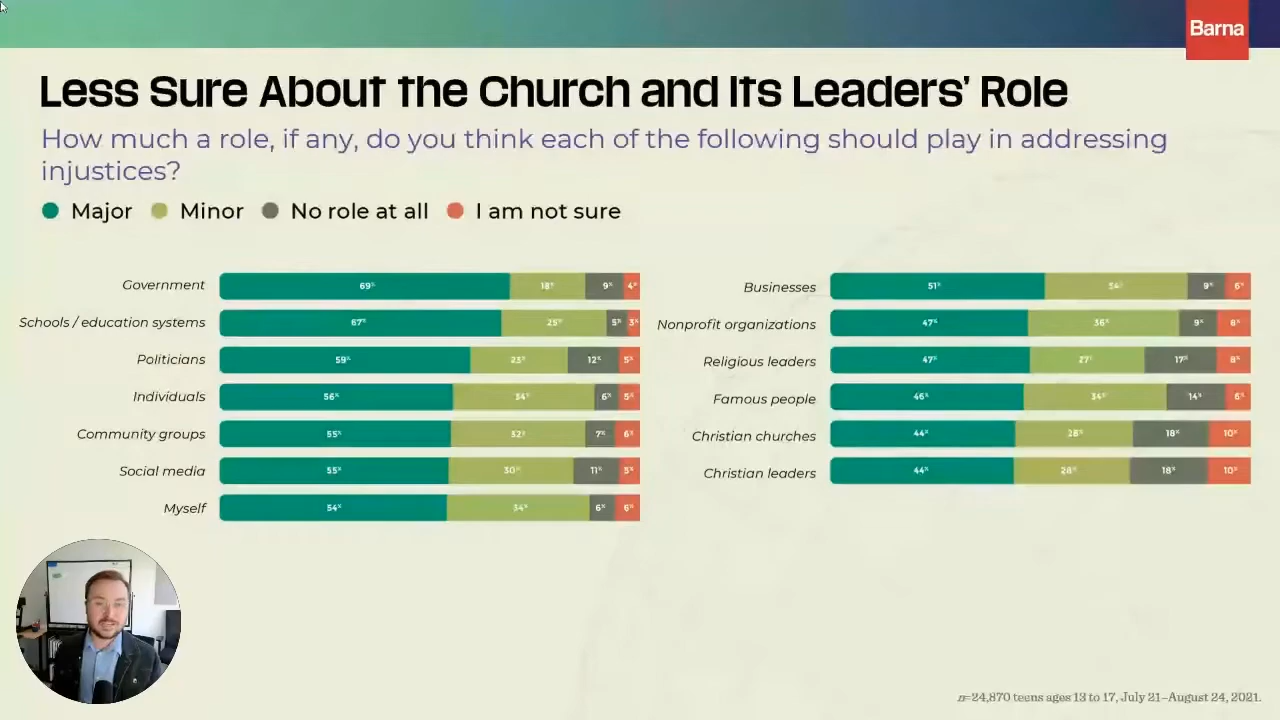 Barna
Less Sure About the Church and Its Leaders' Role
How much a role, if any, do you think each of the following should play in addressing
injustices?
Major Minor No role at all I am not sure
Government 69% 18% 9% 4%
Schools / education systems 67% 25% 5% 3%
Politicians 59% 23% 12% 5%
Individuals 56% 34% 6% 5%
Community groups 55% 32% 7% 6%
Social media 55% 30% 11% 5%
Myself 54% 34% 6% 6%
Businesses 51% 34% 9% 6%
Nonprofit organizations 47% 36% 9% 8%
Religious leaders 47% 27% 17% 8%
Famous people 46% 34% 14% 6%
Christian churches 44% 28% 18% 10%
Christian leaders 44% 28% 18% 10%
n=24,870 teens ages 13 to 17, July 21–August 24, 2021.